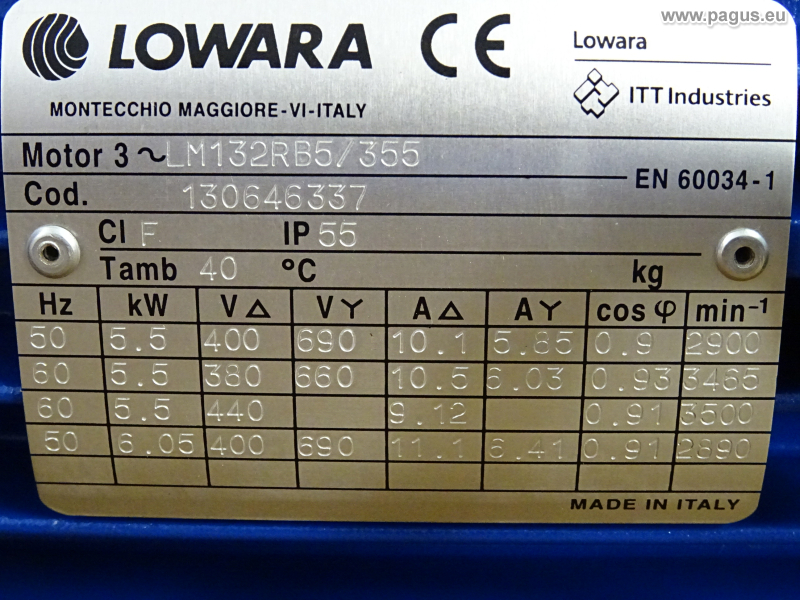 www.pagus.eu
LOWARA CE Lowara
MONTECCHIO MAGGIORE-VI-ITALY ITT Industries
Motor 3 ~ LM132RB5/355
EN 60034-1
Cod. 130646337
Cl F IP 55
Tamb 40 °C kg
Hz kW V △ V Y A △ A Y cos φ min-1
50 5.5 400 690 10.1 5.85 0.9 2900
60 5.5 380 660 10.5 6.03 0.93 3465
60 5.5 440 9.12 0.91 3500
50 6.05 400 690 11.1 6.41 0.91 2890
MADE IN ITALY